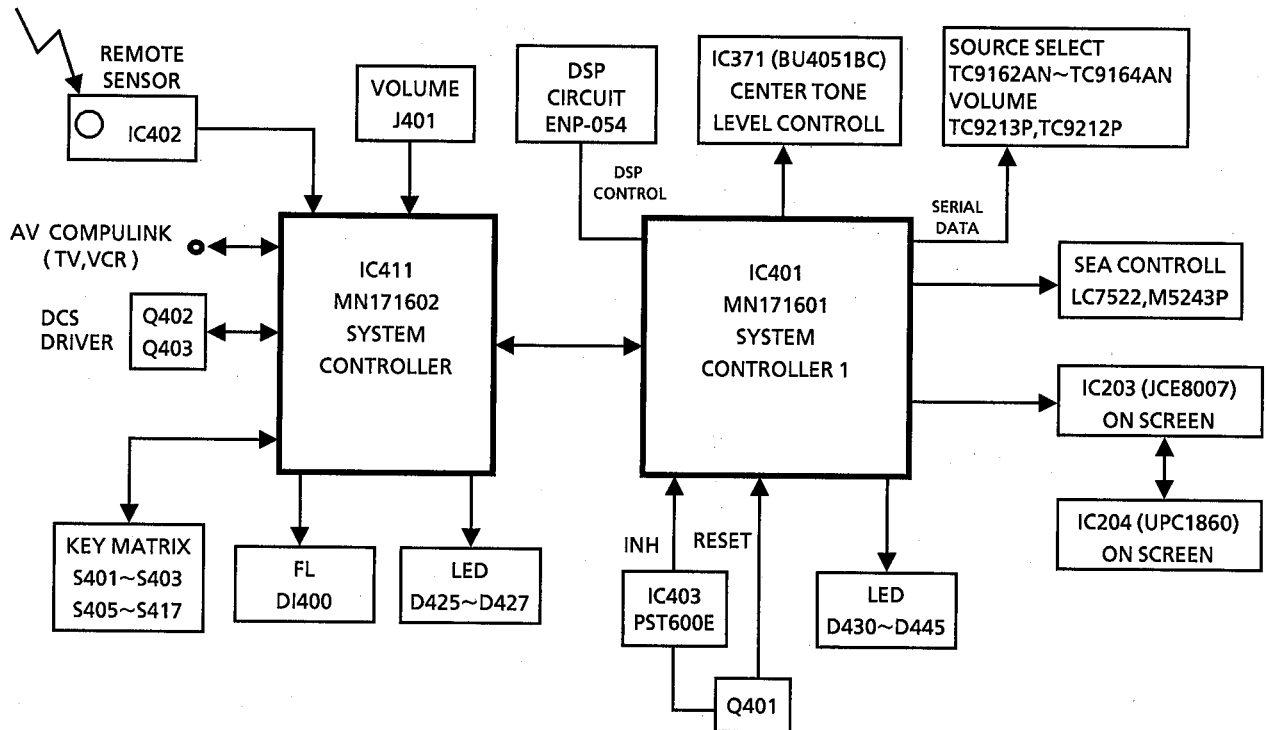 REMOTE
SENSOR
IC402
VOLUME
J401
DSP
CIRCUIT
ENP-054
IC371 (BU4051BC)
CENTER TONE
LEVEL CONTROLL
SOURCE SELECT
TC9162AN~TC9164AN
VOLUME
TC9213P,TC9212P
DSP
CONTROL
SERIAL
DATA
AV COMPULINK
(TV,VCR)
DCS
DRIVER
Q402
Q403
IC411
MN171602
SYSTEM
CONTROLLER
IC401
MN171601
SYSTEM
CONTROLLER 1
SEA CONTROLL
LC7522,M5243P
IC203 (JCE8007)
ON SCREEN
IC204 (UPC1860)
ON SCREEN
KEY MATRIX
S401~S403
S405~S417
FL
DI400
LED
D425~D427
INH
RESET
IC403
PST600E
Q401
LED
D430~D445